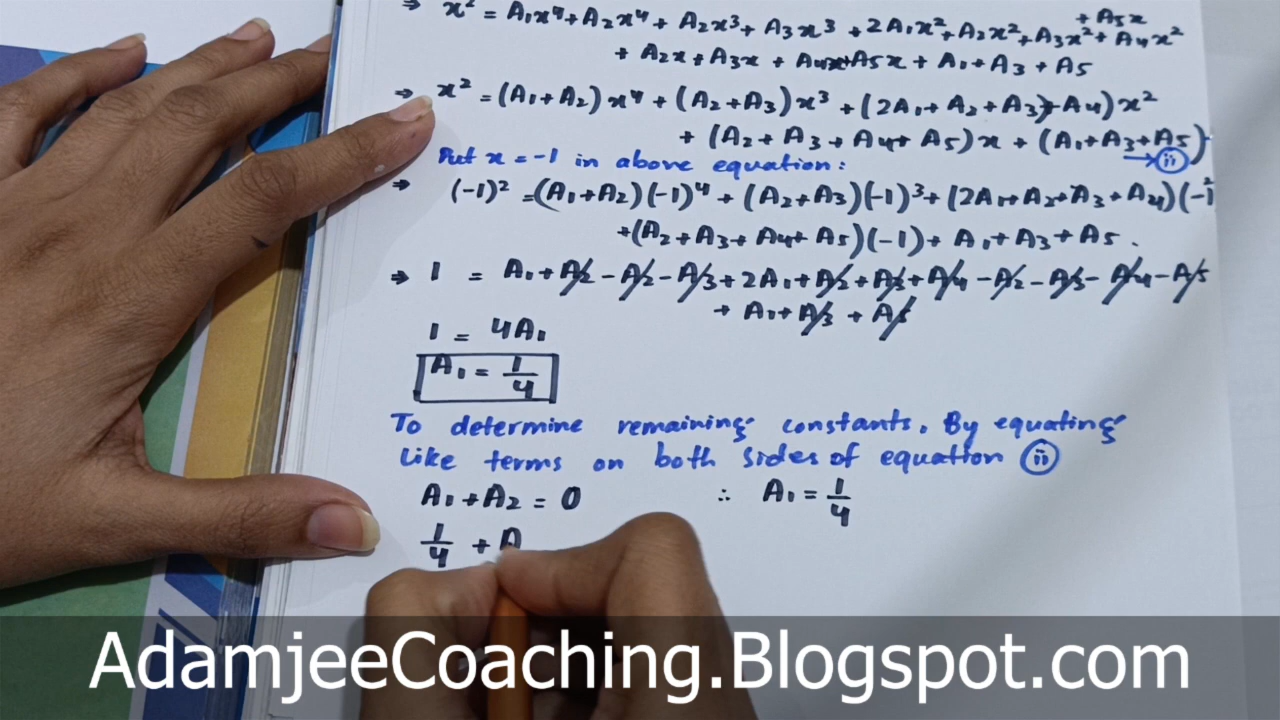 + A5x
⇒ x² = A1x⁴ + A2x⁴ + A2x³ + A3x³ + 2A1x² + A2x² + A3x² + A4x²
+ A2x + A3x + A4x + A5x + A1 + A3 + A5
⇒ x² = (A1 + A2)x⁴ + (A2 + A3)x³ + (2A1 + A2 + A3 + A4)x²
+ (A2 + A3 + A4 + A5)x + (A1 + A3 + A5)
Put x = -1 in above equation: → ii
⇒ (-1)² = (A1 + A2)(-1)⁴ + (A2 + A3)(-1)³ + (2A1 + A2 + A3 + A4)(-1)²
+ (A2 + A3 + A4 + A5)(-1) + A1 + A3 + A5.
⇒ 1 = A1 + A2 - A2 - A3 + 2A1 + A2 + A3 + A4 - A2 - A3 - A4 - A5
+ A1 + A3 + A5
1 = 4A1
A1 = 1/4
To determine remaining constants. By equating
like terms on both sides of equation ii
A1 + A2 = 0 ∴ A1 = 1/4
1/4 + A
AdamjeeCoaching.Blogspot.com